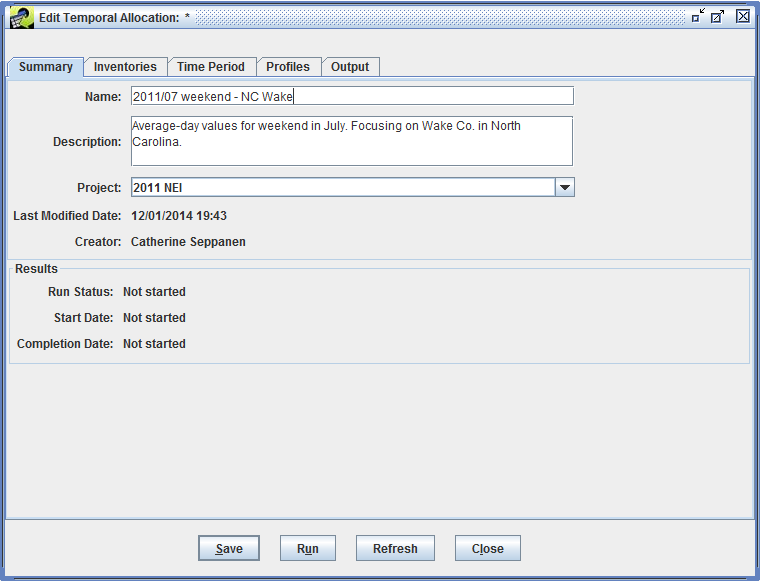 Edit Temporal Allocation: *
Summary Inventories Time Period Profiles Output
Name: 2011/07 weekend - NC Wake
Description: Average-day values for weekend in July. Focusing on Wake Co. in North
Carolina.
Project: 2011 NEI
Last Modified Date: 12/01/2014 19:43
Creator: Catherine Seppanen
Results
Run Status: Not started
Start Date: Not started
Completion Date: Not started
Save Run Refresh Close